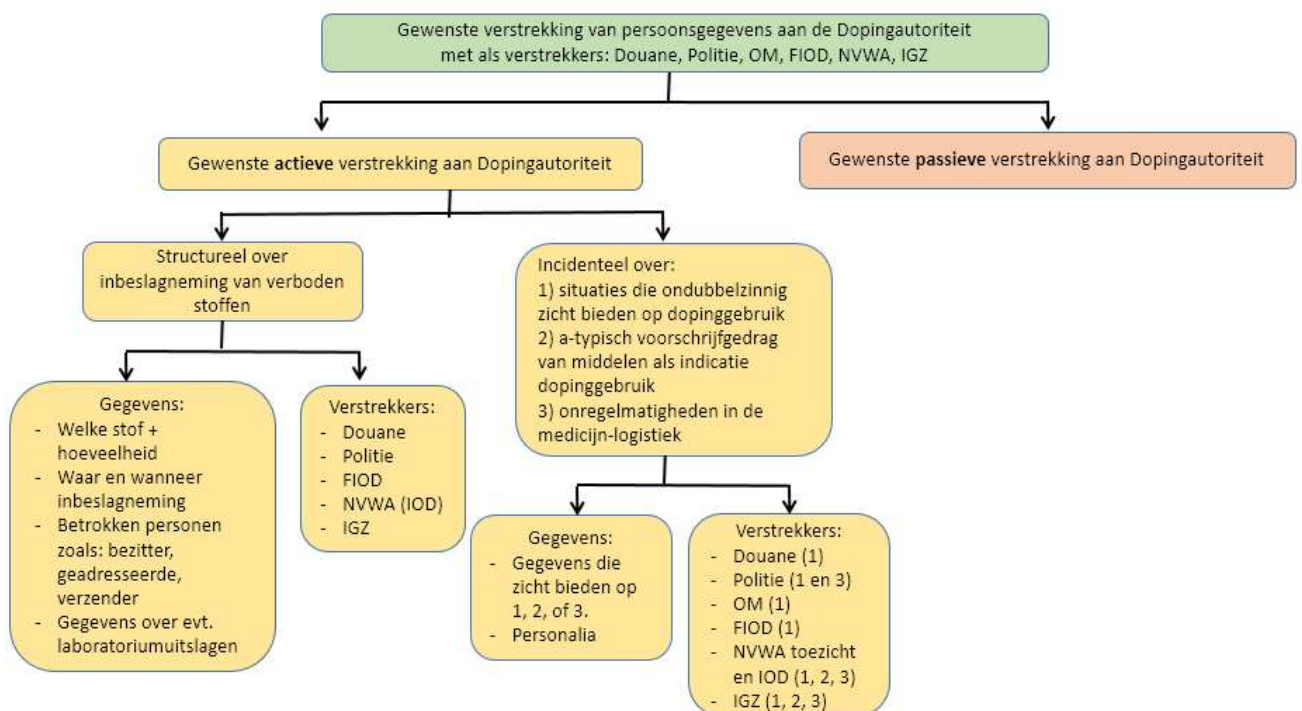 Gewenste verstrekking van persoonsgegevens aan de Dopingautoriteit
met als verstrekkers: Douane, Politie, OM, FIOD, NVWA, IGZ
Gewenste actieve verstrekking aan Dopingautoriteit
Gewenste passieve verstrekking aan Dopingautoriteit
Structureel over
inbeslagneming van verboden
stoffen
Incidenteel over:
1) situaties die ondubbelzinnig
zicht bieden op dopinggebruik
2) a-typisch voorschrijfgedrag
van middelen als indicatie
dopinggebruik
3) onregelmatigheden in de
medicijn-logistiek
Gegevens:
- Welke stof +
hoeveelheid
- Waar en wanneer
inbeslagneming
- Betrokken personen
zoals: bezitter,
geadresseerde,
verzender
- Gegevens over evt.
laboratoriumuitslagen
Verstrekkers:
- Douane
- Politie
- FIOD
- NVWA (IOD)
- IGZ
Gegevens:
- Gegevens die
zicht bieden op
1, 2, of 3.
- Personalia
Verstrekkers:
- Douane (1)
- Politie (1 en 3)
- OM (1)
- FIOD (1)
- NVWA toezicht
en IOD (1, 2, 3)
- IGZ (1, 2, 3)